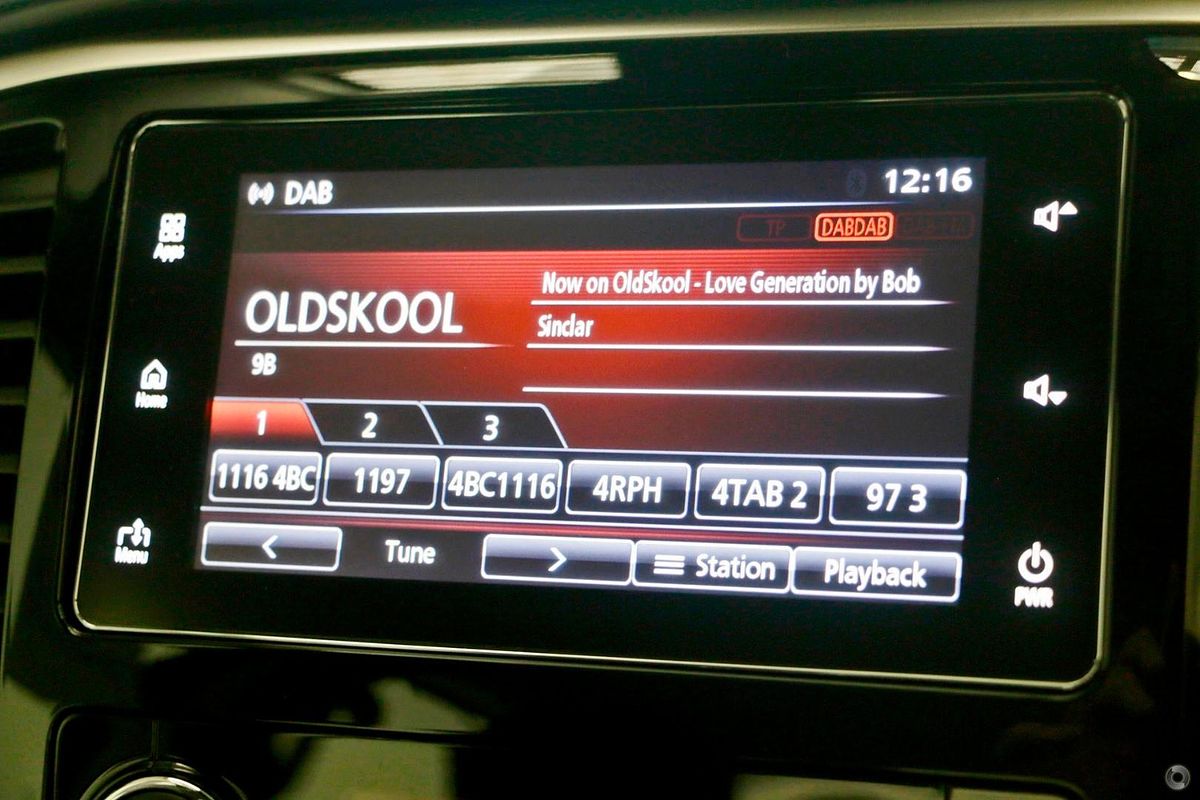 DAB
12:16
Apps
TP
DABDAB
OLDSKOOL
Now on OldSkool - Love Generation by Bob
Sinclar
9B
Home
1
2
3
1116 4BC
1197
4BC1116
4RPH
4TAB 2
97 3
Menu
<
Tune
>
Station
Playback
PWR